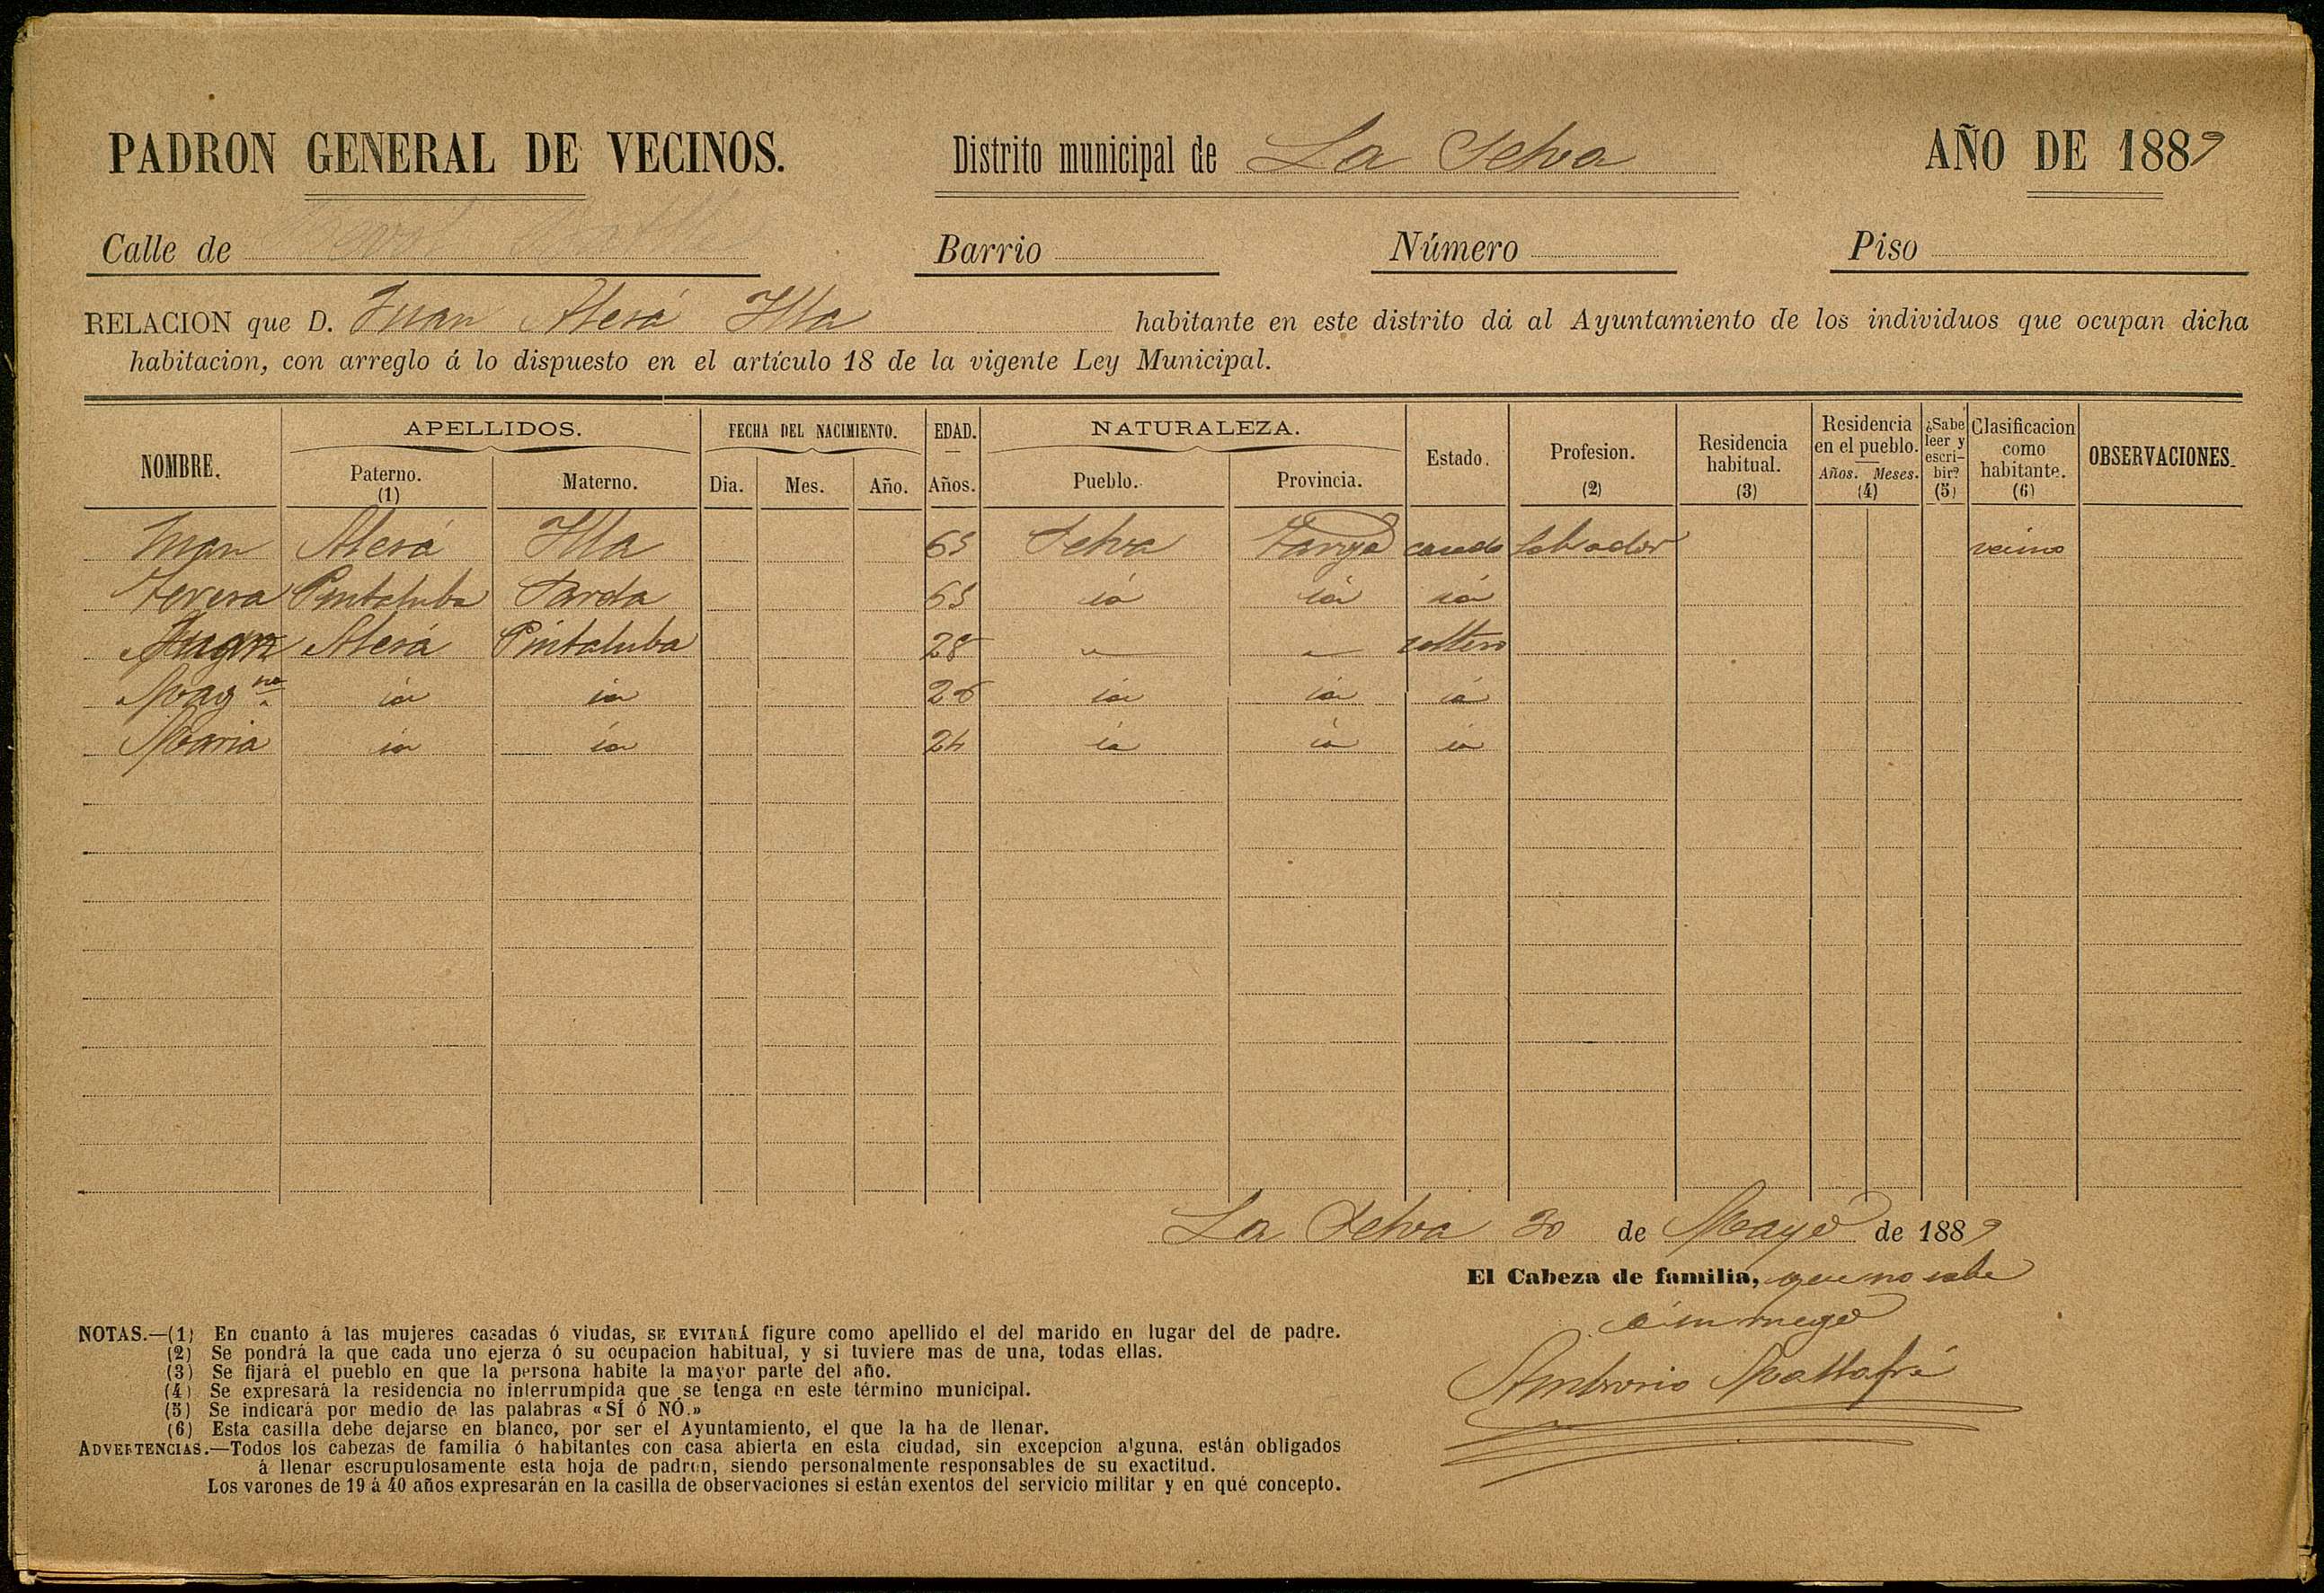 PADRON GENERAL DE VECINOS. Distrito municipal de La Selva AÑO DE 1889
Calle de Barrio Número Piso
RELACION que D. Juan Alesá Illa habitante en este distrito dá al Ayuntamiento de los individuos que ocupan dicha
habitacion, con arreglo á lo dispuesto en el artículo 18 de la vigente Ley Municipal.
NOMBRE. APELLIDOS. FECHA DEL NACIMIENTO. EDAD. NATURALEZA. Estado. Profesion. (2) Residencia habitual. (3) Residencia en el pueblo. Años. Meses. (4) ¿Sabe leer y escribir? (5) Clasificacion como habitante. (6) OBSERVACIONES.
Paterno. (1) Materno. Dia. Mes. Año. Años. Pueblo. Provincia.
Juan Alesá Illa 65 Selva casado labrador vecino
Teresa Pintaluba 65 id id id
Juan Alesá Pintaluba 28 " " soltero
Magna id id 26 id id id
Maria id id 24 id id id
La Selva 30 de Mayo de 1889
El Cabeza de familia, que no sabe
Ambrosio Mallafré
NOTAS.—(1) En cuanto á las mujeres casadas ó viudas, SE EVITARÁ figure como apellido el del marido en lugar del de padre.
(2) Se pondrá la que cada uno ejerza ó su ocupacion habitual, y si tuviere mas de una, todas ellas.
(3) Se fijará el pueblo en que la persona habite la mayor parte del año.
(4) Se expresará la residencia no interrumpida que se tenga en este término municipal.
(5) Se indicará por medio de las palabras «SÍ ó NÓ.»
(6) Esta casilla debe dejarse en blanco, por ser el Ayuntamiento, el que la ha de llenar.
ADVERTENCIAS.—Todos los cabezas de familia ó habitantes con casa abierta en esta ciudad, sin excepcion alguna, están obligados
á llenar escrupulosamente esta hoja de padron, siendo personalmente responsables de su exactitud.
Los varones de 19 á 40 años expresarán en la casilla de observaciones si están exentos del servicio militar y en qué concepto.